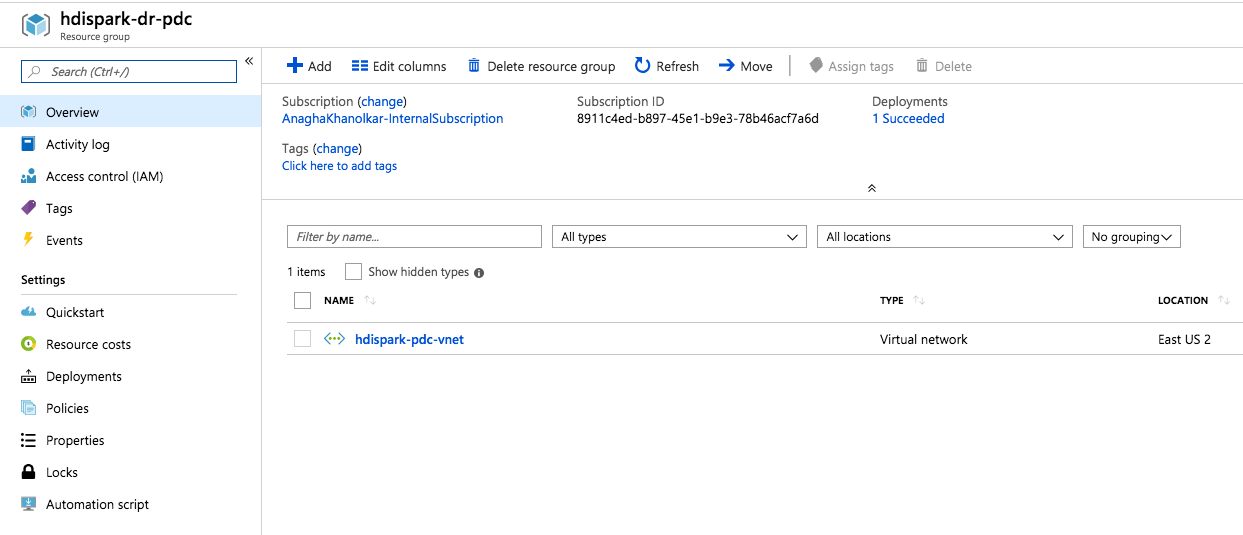 hdispark-dr-pdc
Resource group
Search (Ctrl+/)
«
Overview
Activity log
Access control (IAM)
Tags
Events
Settings
Quickstart
Resource costs
Deployments
Policies
Properties
Locks
Automation script
Add Edit columns Delete resource group Refresh Move Assign tags Delete
Subscription (change) Subscription ID Deployments
AnaghaKhanolkar-InternalSubscription 8911c4ed-b897-45e1-b9e3-78b46acf7a6d 1 Succeeded
Tags (change)
Click here to add tags
Filter by name... All types All locations No grouping
1 items Show hidden types
NAME TYPE LOCATION
hdispark-pdc-vnet Virtual network East US 2